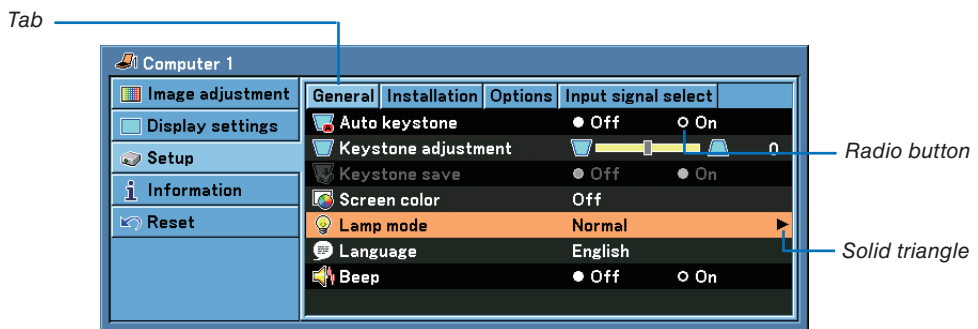 Tab
Computer 1
Image adjustment
Display settings
Setup
Information
Reset
General Installation Options Input signal select
Auto keystone Off On
Keystone adjustment 0
Keystone save Off On
Screen color Off
Lamp mode Normal
Language English
Beep Off On
Radio button
Solid triangle